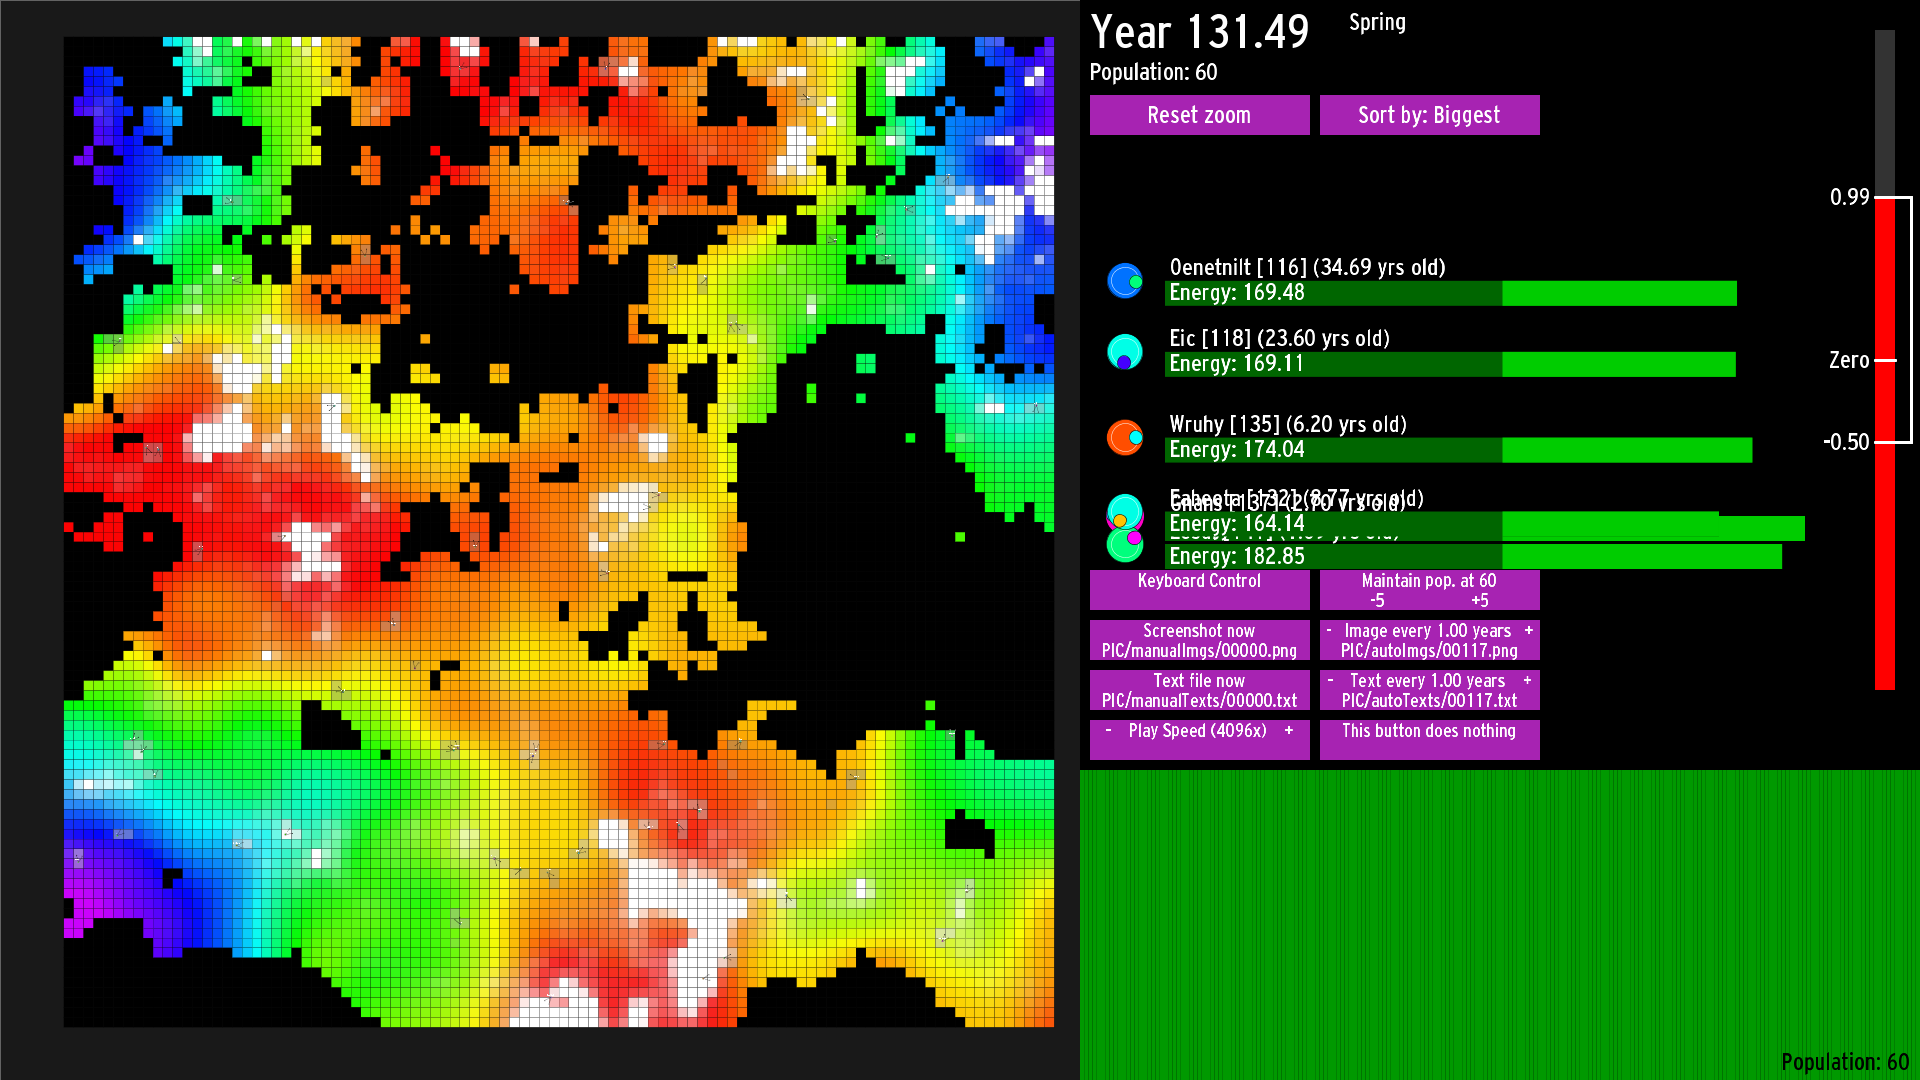 Year 131.49
Spring
Population: 60
Reset zoom
Sort by: Biggest
0.99
Oenetnilt [116] (34.69 yrs old)
Energy: 169.48
Eic [118] (23.60 yrs old)
Energy: 169.11
Zero
Wruhy [135] (6.20 yrs old)
Energy: 174.04
-0.50
Energy: 164.14
Energy: 182.85
Keyboard Control
Maintain pop. at 60
-5 +5
Screenshot now
PIC/manualImgs/00000.png
- Image every 1.00 years +
PIC/autoImgs/00117.png
Text file now
PIC/manualTexts/00000.txt
- Text every 1.00 years +
PIC/autoTexts/00117.txt
- Play Speed (4096x) +
This button does nothing
Population: 60